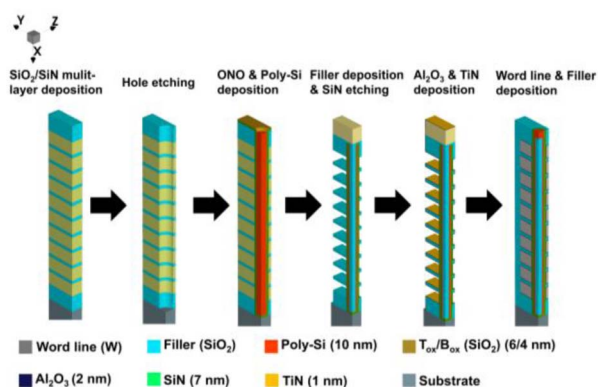 Y
Z
X
SiO₂/SiN mulit-
layer deposition
Hole etching
ONO & Poly-Si
deposition
Filler deposition
& SiN etching
Al₂O₃ & TiN
deposition
Word line & Filler
deposition
Word line (W)
Filler (SiO₂)
Poly-Si (10 nm)
Tₒₓ/Bₒₓ (SiO₂) (6/4 nm)
Al₂O₃ (2 nm)
SiN (7 nm)
TiN (1 nm)
Substrate